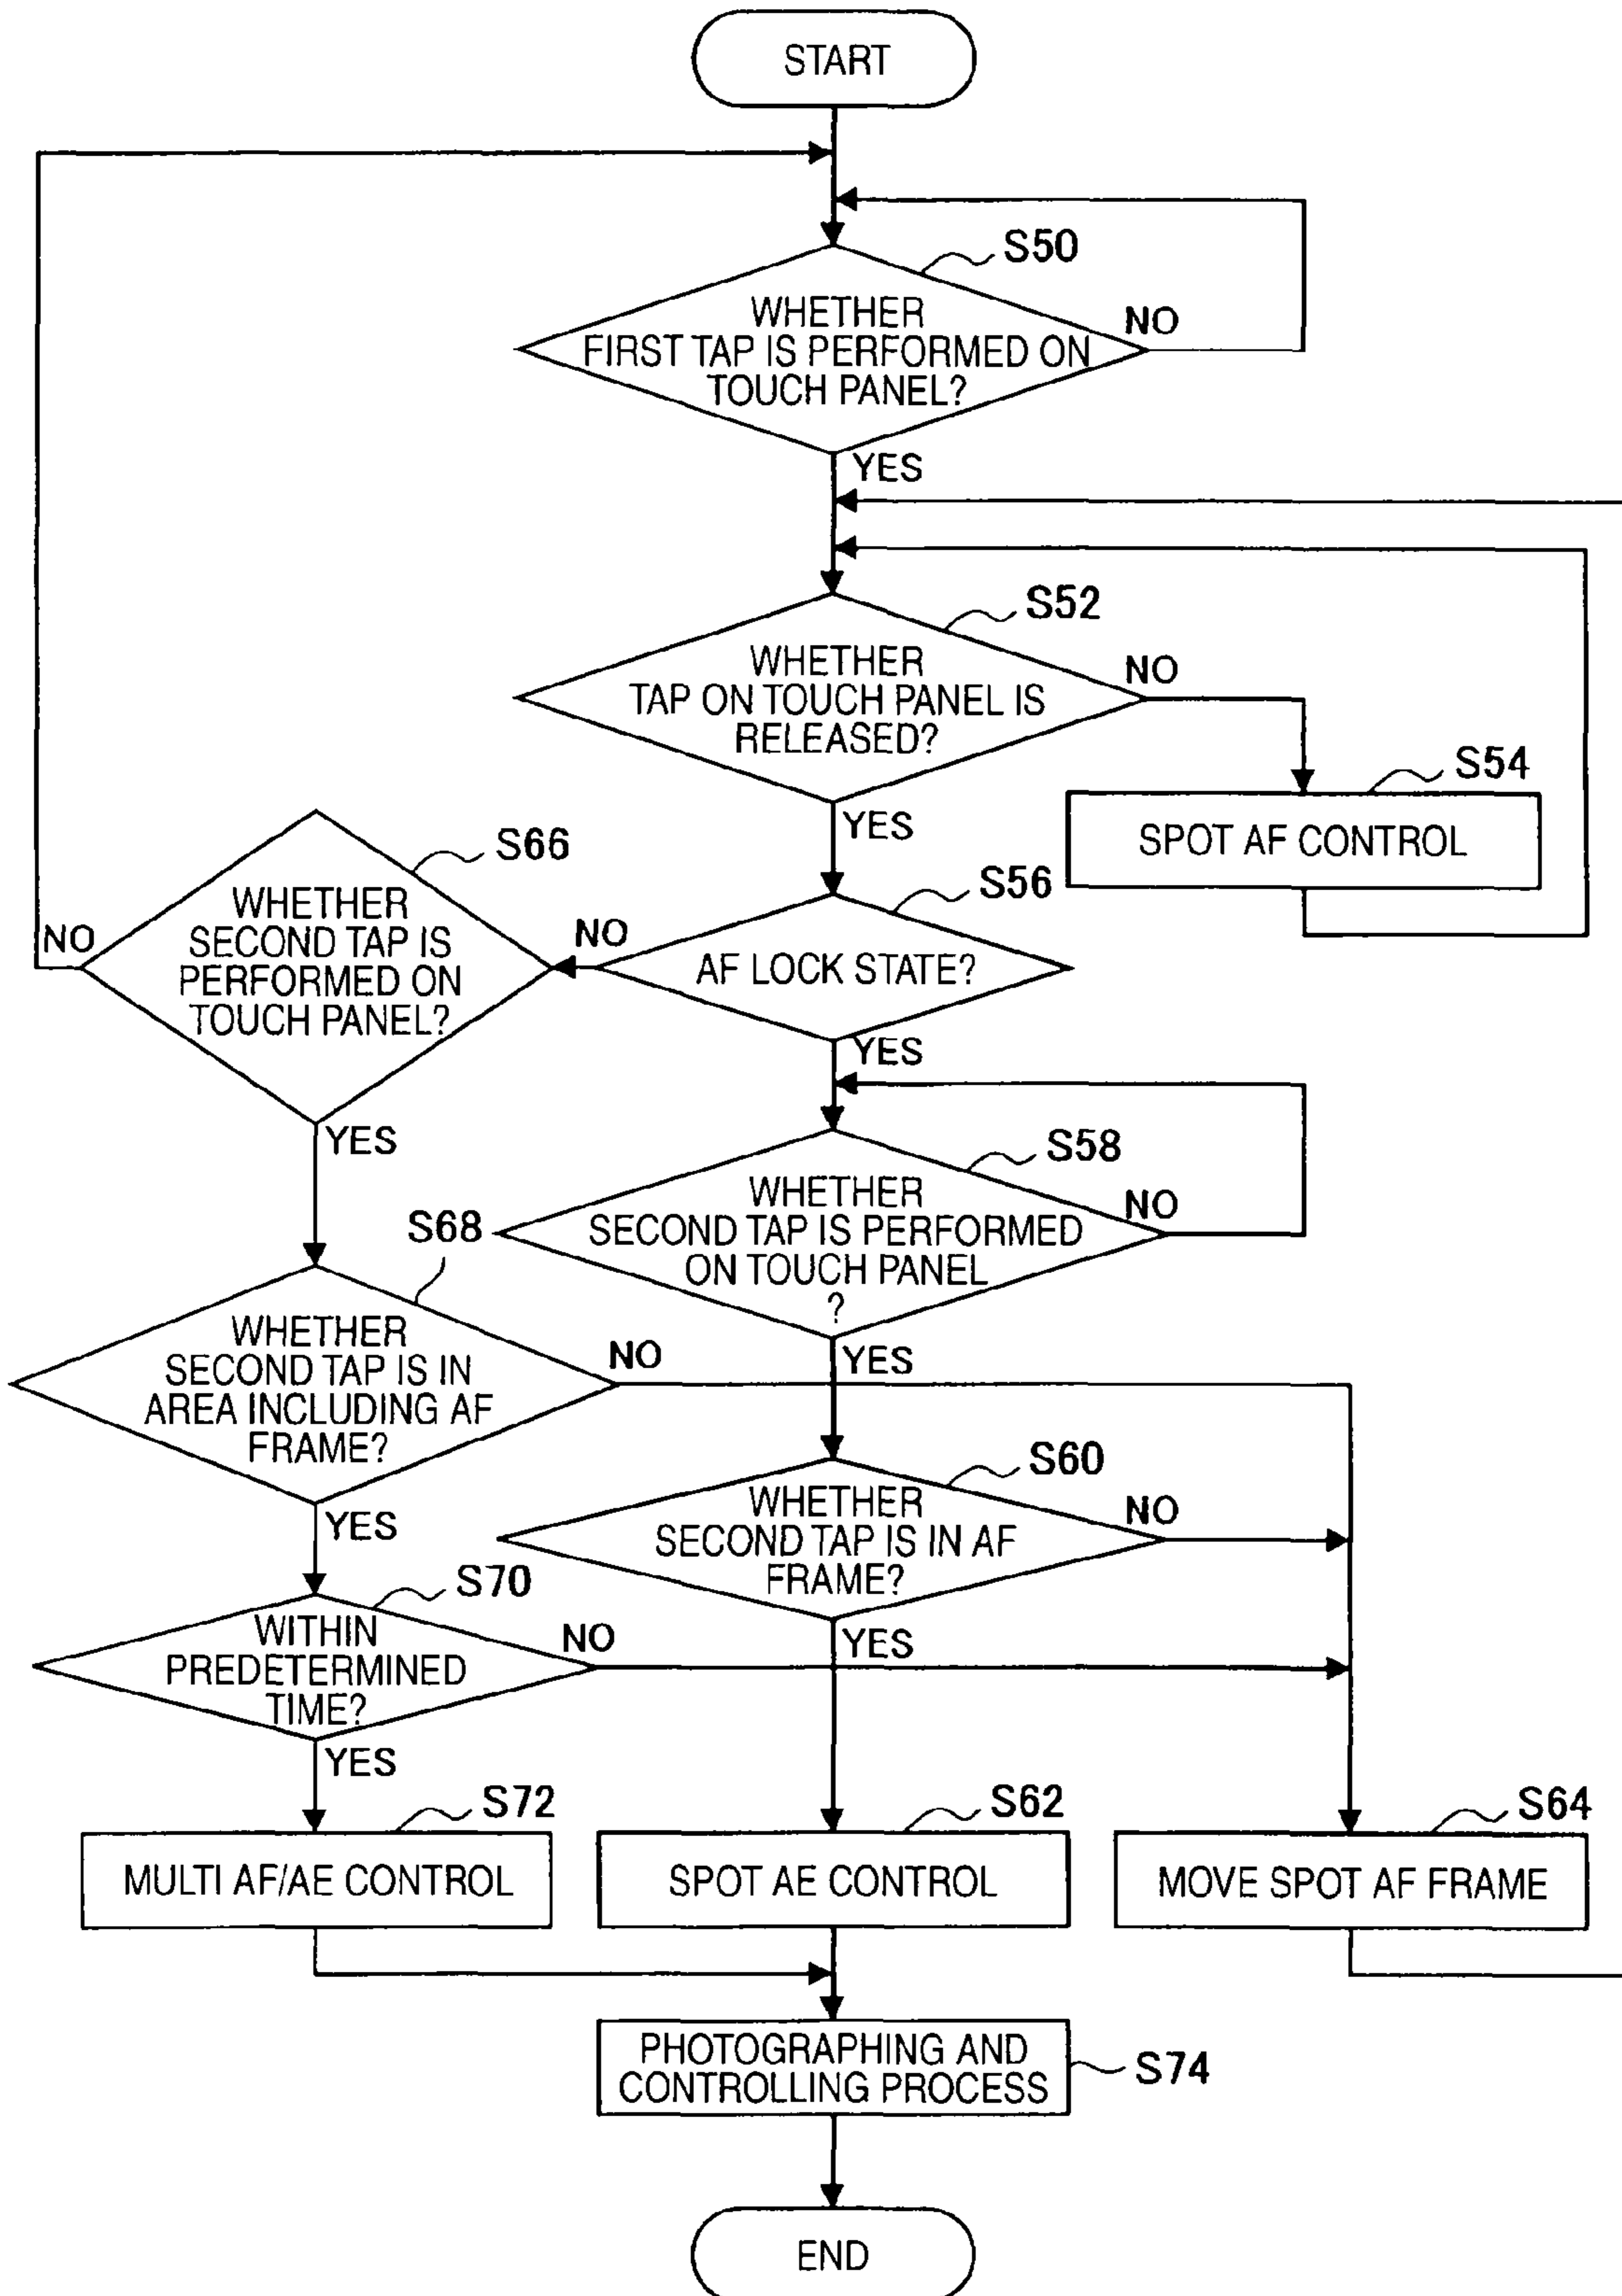 START
S50
WHETHER
FIRST TAP IS PERFORMED ON
TOUCH PANEL?
NO
YES
S52
WHETHER
TAP ON TOUCH PANEL IS
RELEASED?
NO
YES
S54
SPOT AF CONTROL
S56
AF LOCK STATE?
NO
YES
S66
WHETHER
SECOND TAP IS
PERFORMED ON
TOUCH PANEL?
NO
YES
S58
WHETHER
SECOND TAP IS PERFORMED
ON TOUCH PANEL
?
NO
YES
S68
WHETHER
SECOND TAP IS IN
AREA INCLUDING AF
FRAME?
NO
YES
S60
WHETHER
SECOND TAP IS IN AF
FRAME?
NO
YES
S70
WITHIN
PREDETERMINED
TIME?
NO
YES
S72
MULTI AF/AE CONTROL
S62
SPOT AE CONTROL
S64
MOVE SPOT AF FRAME
PHOTOGRAPHING AND
CONTROLLING PROCESS
S74
END